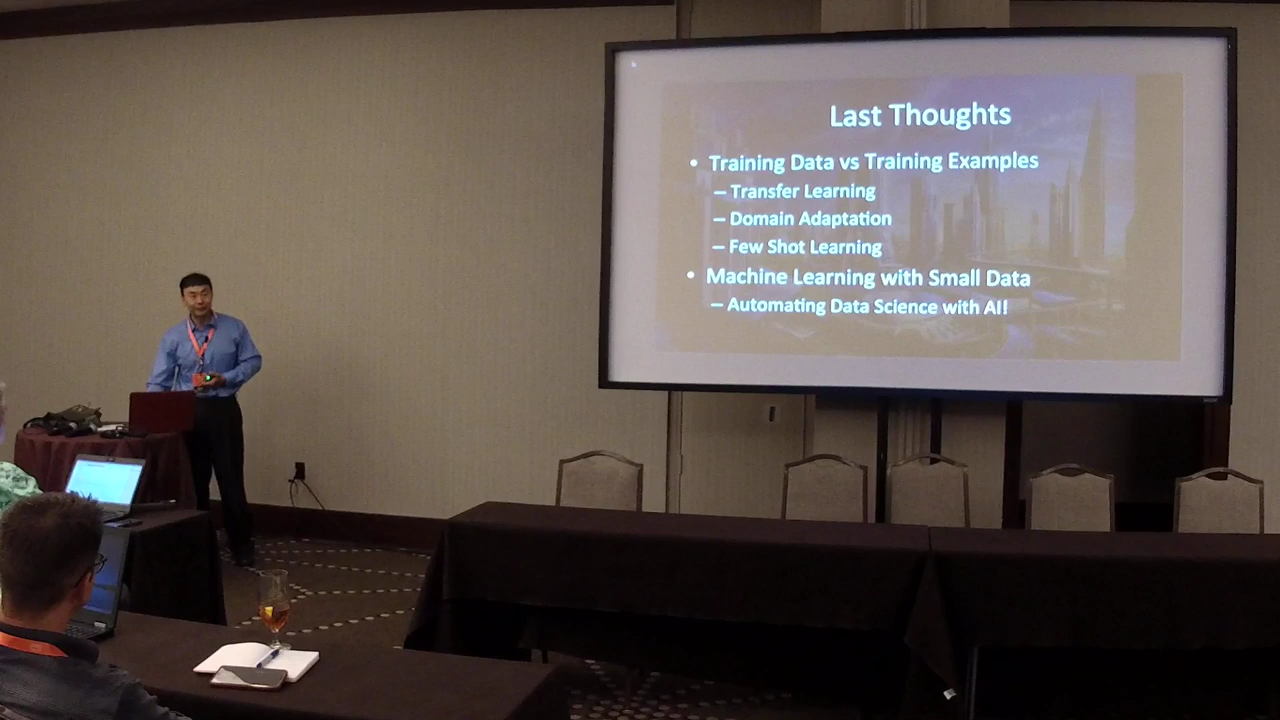 Last Thoughts
• Training Data vs Training Examples
– Transfer Learning
– Domain Adaptation
– Few Shot Learning
• Machine Learning with Small Data
– Automating Data Science with AI!